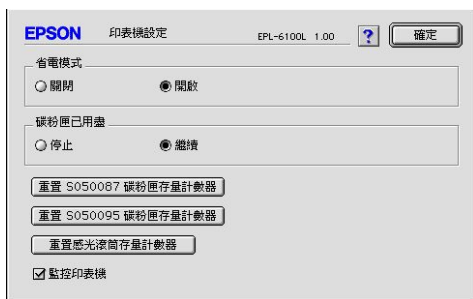 EPSON 印表機設定 EPL-6100L 1.00 ? 確定
省電模式
關閉 開啟
碳粉匣已用盡
停止 繼續
重置 S050087 碳粉匣存量計數器
重置 S050095 碳粉匣存量計數器
重置感光滾筒存量計數器
監控印表機